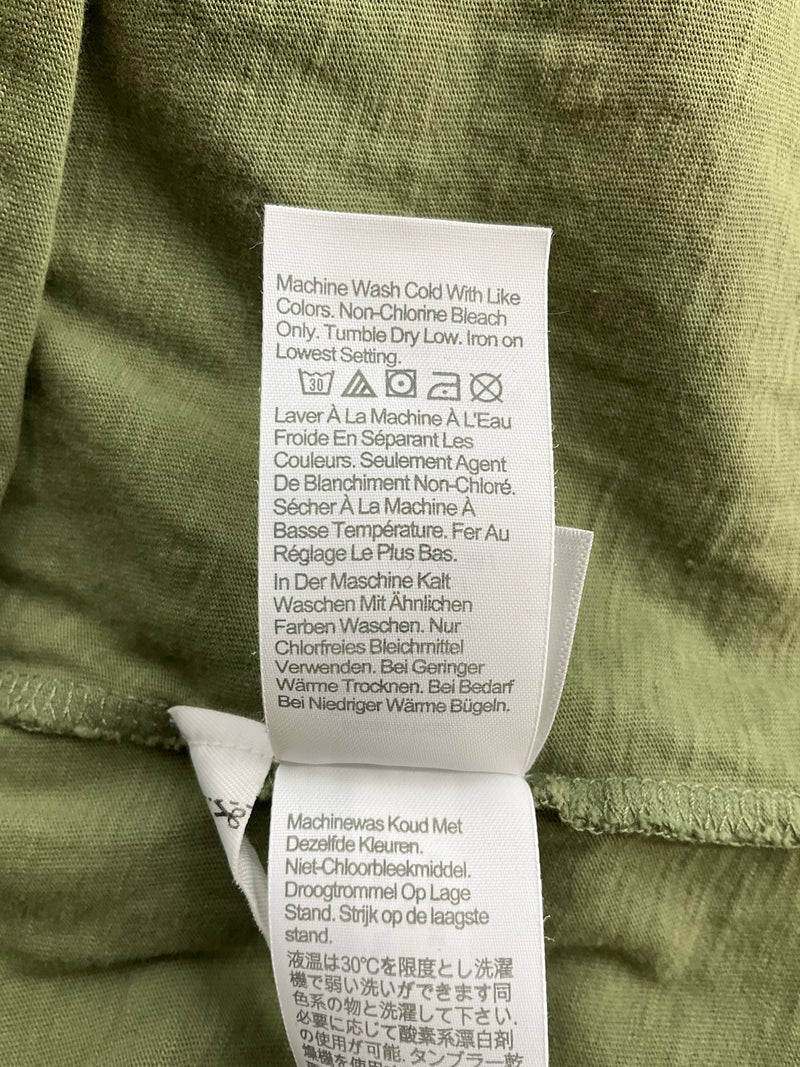 Machine Wash Cold With Like
Colors. Non-Chlorine Bleach
Only. Tumble Dry Low. Iron on
Lowest Setting.
30
Laver À La Machine À L'Eau
Froide En Séparant Les
Couleurs. Seulement Agent
De Blanchiment Non-Chloré.
Sécher À La Machine À
Basse Température. Fer Au
Réglage Le Plus Bas.
In Der Maschine Kalt
Waschen Mit Ähnlichen
Farben Waschen. Nur
Chlorfreies Bleichmittel
Verwenden. Bei Geringer
Wärme Trocknen. Bei Bedarf
Bei Niedriger Wärme Bügeln.
Machinewas Koud Met
Dezelfde Kleuren.
Niet-Chloorbleekmiddel.
Droogtrommel Op Lage
Stand. Strijk op de laagste
stand.
液温は30℃を限度とし洗濯
機で弱い洗いができます同
色系の物と洗濯して下さい.
必要に応じて酸素系漂白剤
の使用が可能. タンブラー乾
燥機を使用